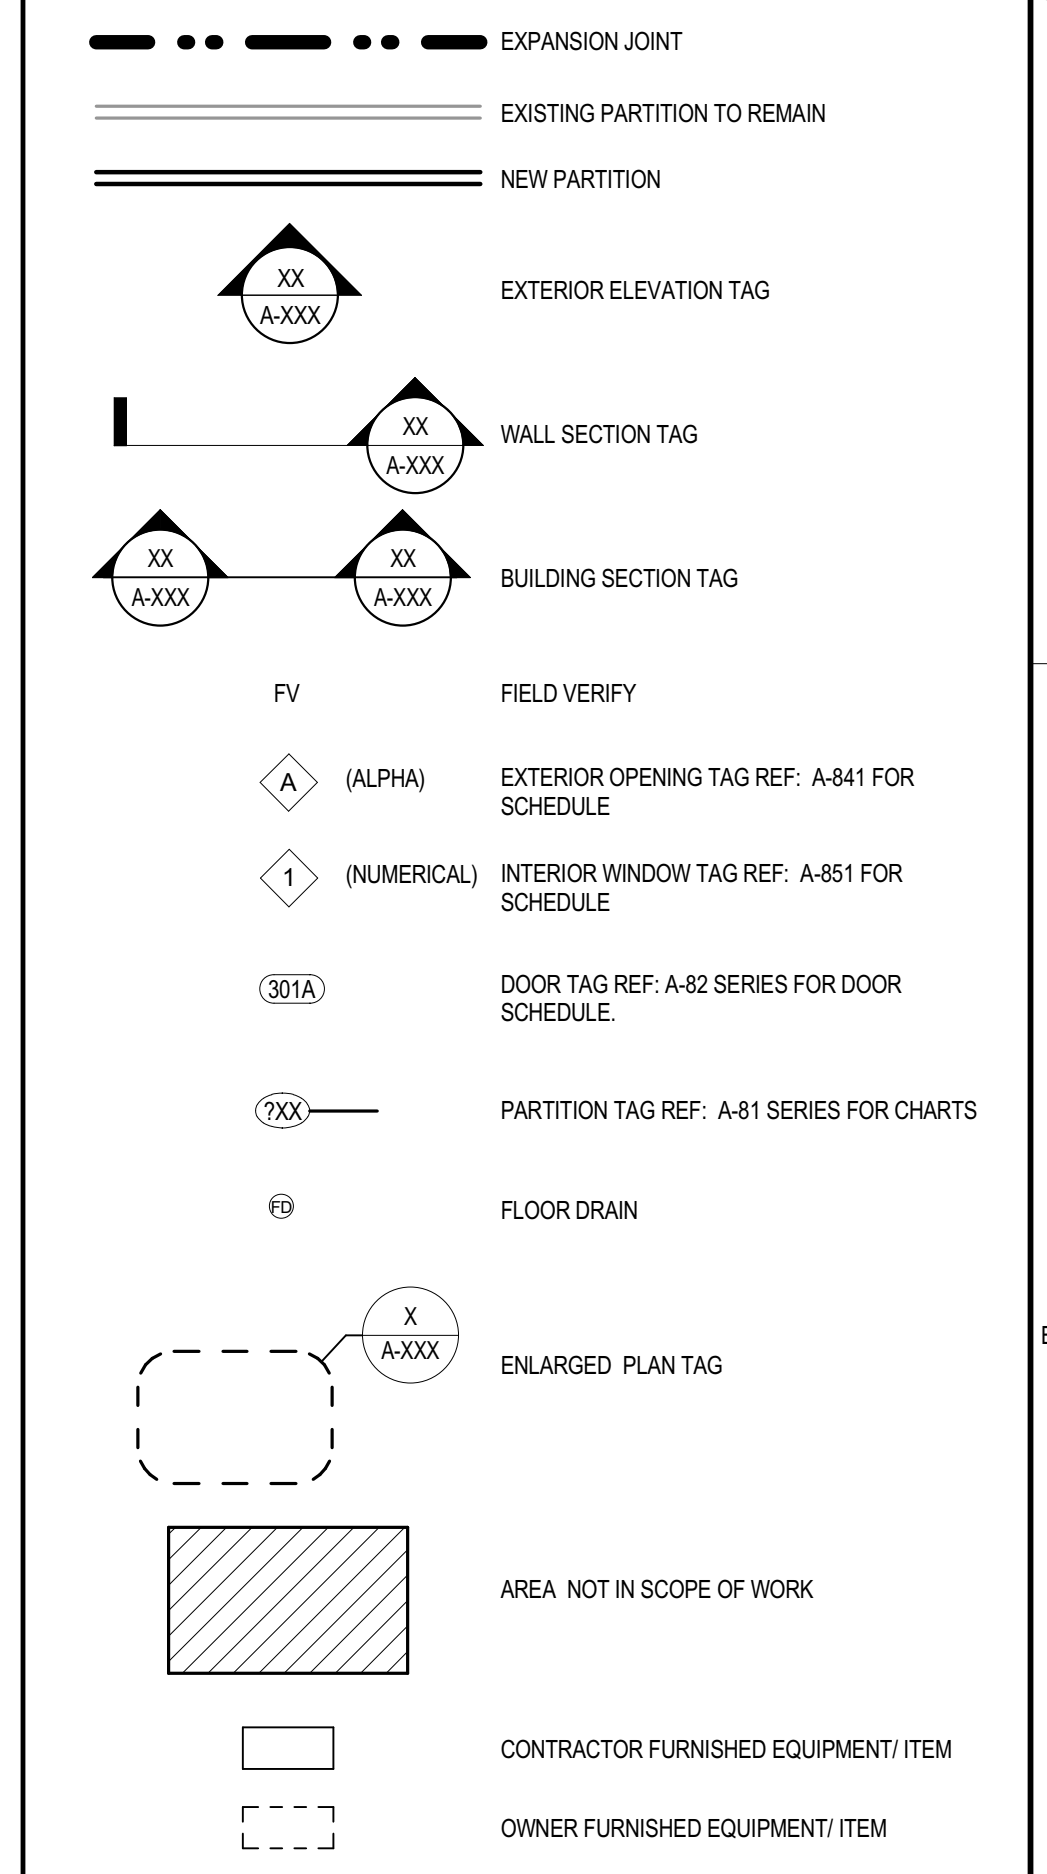 EXPANSION JOINT
EXISTING PARTITION TO REMAIN
NEW PARTITION
XX
A-XXX
EXTERIOR ELEVATION TAG
XX
A-XXX
WALL SECTION TAG
XX
A-XXX
XX
A-XXX
BUILDING SECTION TAG
FV
FIELD VERIFY
A
(ALPHA)
EXTERIOR OPENING TAG REF: A-841 FOR
SCHEDULE
1
(NUMERICAL)
INTERIOR WINDOW TAG REF: A-851 FOR
SCHEDULE
301A
DOOR TAG REF: A-82 SERIES FOR DOOR
SCHEDULE.
?XX
PARTITION TAG REF: A-81 SERIES FOR CHARTS
FD
FLOOR DRAIN
X
A-XXX
ENLARGED PLAN TAG
AREA NOT IN SCOPE OF WORK
CONTRACTOR FURNISHED EQUIPMENT/ ITEM
OWNER FURNISHED EQUIPMENT/ ITEM